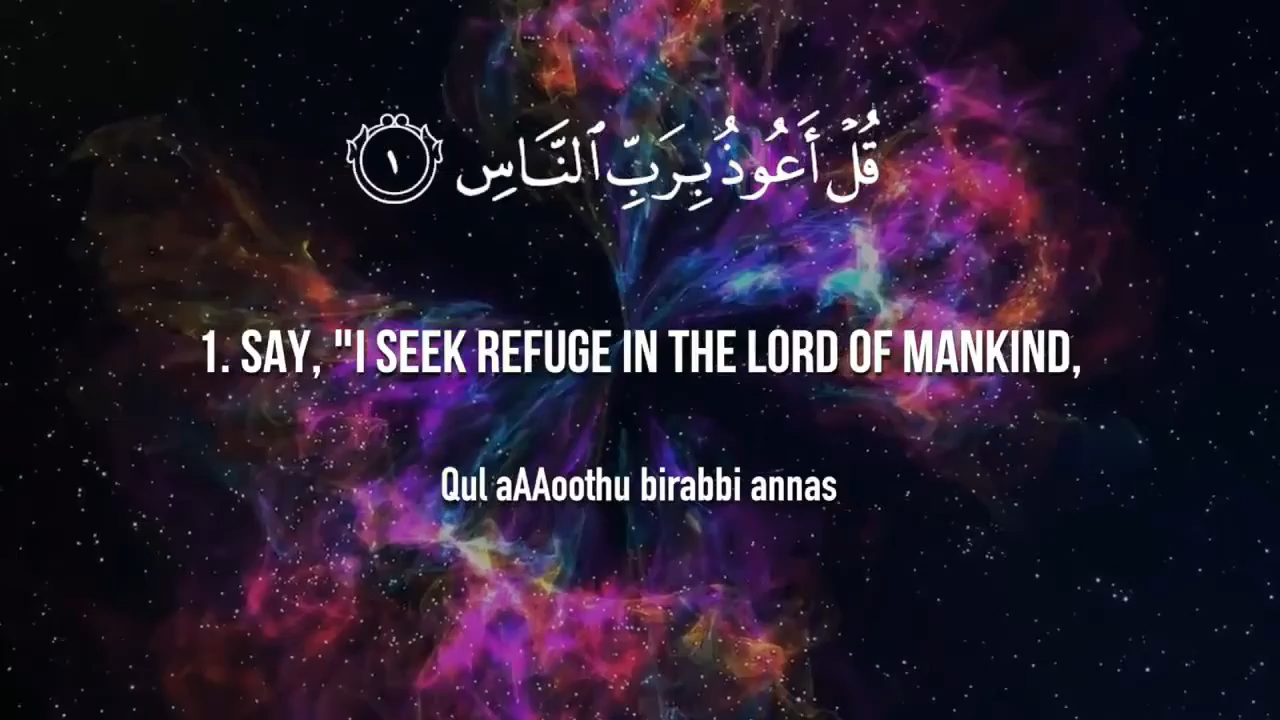 قُلۡ أَعُوذُ بِرَبِّ ٱلنَّاسِ ١
1. SAY, "I SEEK REFUGE IN THE LORD OF MANKIND,
Qul aAAoothu birabbi annas